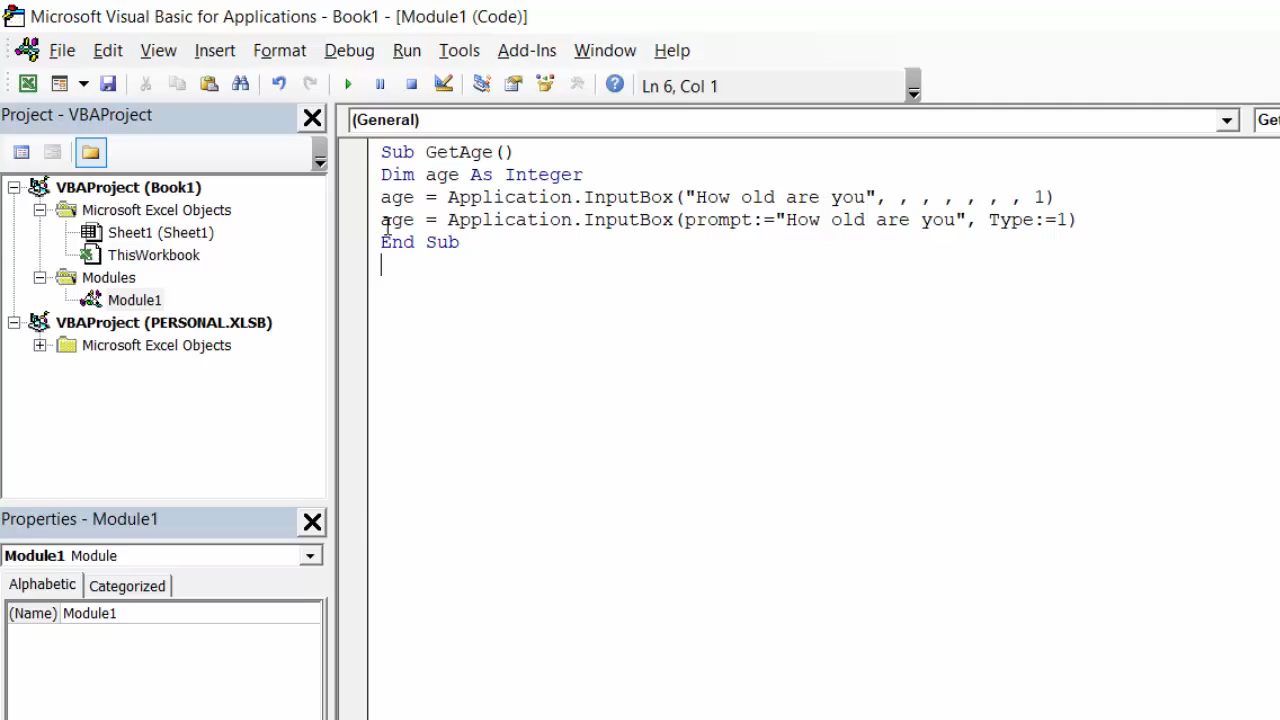 Microsoft Visual Basic for Applications - Book1 - [Module1 (Code)]
File Edit View Insert Format Debug Run Tools Add-Ins Window Help
Ln 6, Col 1
Project - VBAProject
(General)
Get
VBAProject (Book1)
Microsoft Excel Objects
Sheet1 (Sheet1)
ThisWorkbook
Modules
Module1
VBAProject (PERSONAL.XLSB)
Microsoft Excel Objects
Sub GetAge()
Dim age As Integer
age = Application.InputBox("How old are you", , , , , , 1)
age = Application.InputBox(prompt:="How old are you", Type:=1)
End Sub
Properties - Module1
Module1 Module
Alphabetic Categorized
(Name) Module1